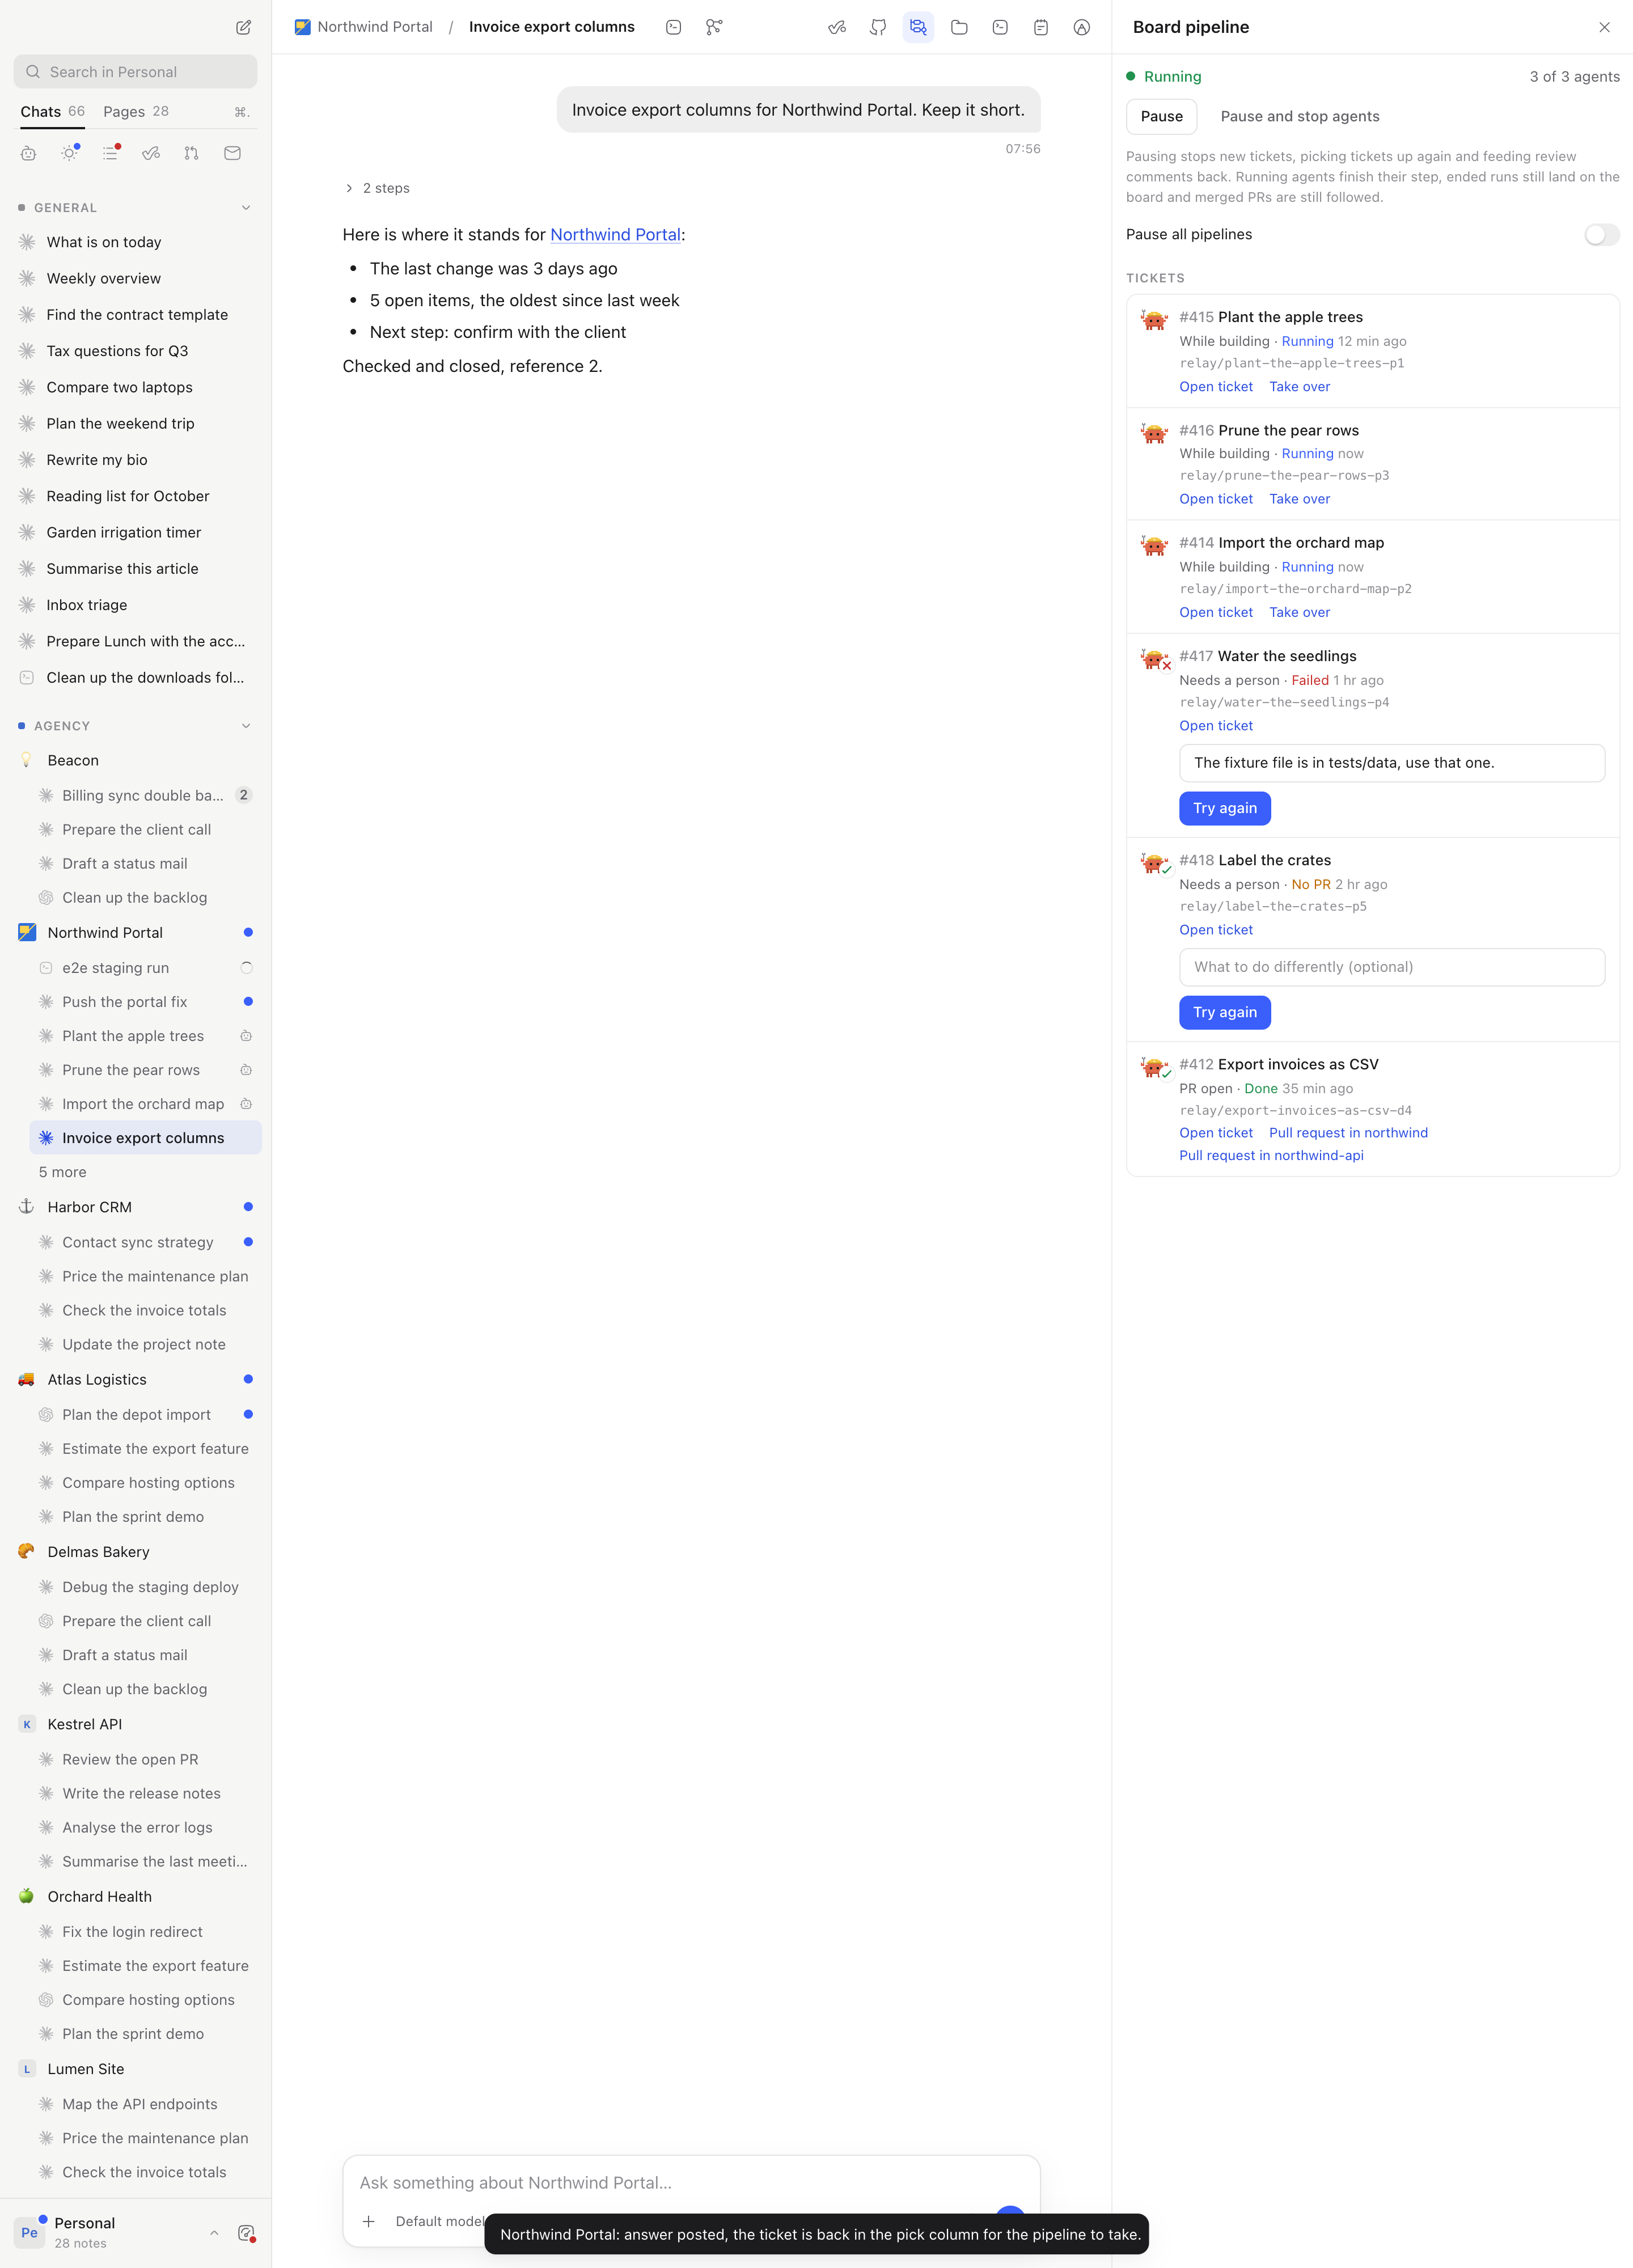 Search in Personal
Chats 66 Pages 28 ⌘.
GENERAL
What is on today
Weekly overview
Find the contract template
Tax questions for Q3
Compare two laptops
Plan the weekend trip
Rewrite my bio
Reading list for October
Garden irrigation timer
Summarise this article
Inbox triage
Prepare Lunch with the acc...
Clean up the downloads fol...
AGENCY
Beacon
Billing sync double ba... 2
Prepare the client call
Draft a status mail
Clean up the backlog
Northwind Portal
e2e staging run
Push the portal fix
Plant the apple trees
Prune the pear rows
Import the orchard map
Invoice export columns
5 more
Harbor CRM
Contact sync strategy
Price the maintenance plan
Check the invoice totals
Update the project note
Atlas Logistics
Plan the depot import
Estimate the export feature
Compare hosting options
Plan the sprint demo
Delmas Bakery
Debug the staging deploy
Prepare the client call
Draft a status mail
Clean up the backlog
K Kestrel API
Review the open PR
Write the release notes
Analyse the error logs
Summarise the last meeti...
Orchard Health
Fix the login redirect
Estimate the export feature
Compare hosting options
Plan the sprint demo
L Lumen Site
Map the API endpoints
Price the maintenance plan
Check the invoice totals
Pe Personal
28 notes
Northwind Portal / Invoice export columns
Invoice export columns for Northwind Portal. Keep it short.
07:56
2 steps
Here is where it stands for Northwind Portal:
• The last change was 3 days ago
• 5 open items, the oldest since last week
• Next step: confirm with the client
Checked and closed, reference 2.
Ask something about Northwind Portal...
Default model
Northwind Portal: answer posted, the ticket is back in the pick column for the pipeline to take.
Board pipeline
Running 3 of 3 agents
Pause Pause and stop agents
Pausing stops new tickets, picking tickets up again and feeding review
comments back. Running agents finish their step, ended runs still land on the
board and merged PRs are still followed.
Pause all pipelines
TICKETS
#415 Plant the apple trees
While building · Running 12 min ago
relay/plant-the-apple-trees-p1
Open ticket Take over
#416 Prune the pear rows
While building · Running now
relay/prune-the-pear-rows-p3
Open ticket Take over
#414 Import the orchard map
While building · Running now
relay/import-the-orchard-map-p2
Open ticket Take over
#417 Water the seedlings
Needs a person · Failed 1 hr ago
relay/water-the-seedlings-p4
Open ticket
The fixture file is in tests/data, use that one.
Try again
#418 Label the crates
Needs a person · No PR 2 hr ago
relay/label-the-crates-p5
Open ticket
What to do differently (optional)
Try again
#412 Export invoices as CSV
PR open · Done 35 min ago
relay/export-invoices-as-csv-d4
Open ticket Pull request in northwind
Pull request in northwind-api